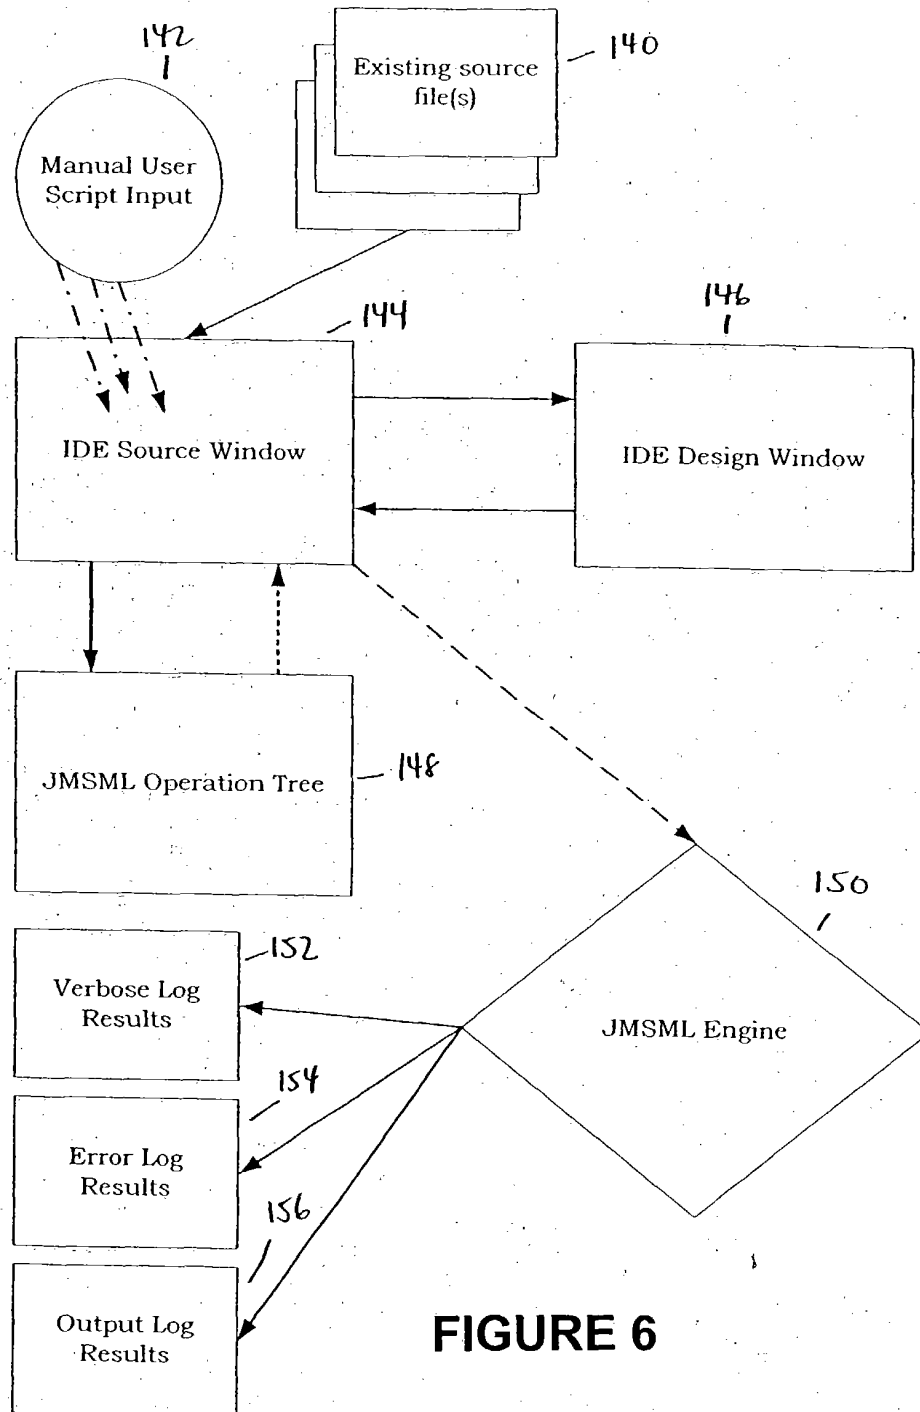 142
140
Existing source
file(s)
Manual User
Script Input
144
146
IDE Source Window
IDE Design Window
JMSML Operation Tree
148
150
152
Verbose Log
Results
JMSML Engine
154
Error Log
Results
156
Output Log
Results
FIGURE 6